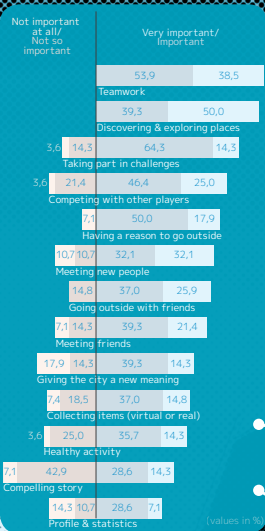 Not important
at all/
Not so
important
Very important/
Important
53,9 38,5
Teamwork
39,3 50,0
Discovering & exploring places
3,6 14,3 64,3 14,3
Taking part in challenges
3,6 21,4 46,4 25,0
Competing with other players
7,1 50,0 17,9
Having a reason to go outside
10,7 10,7 32,1 32,1
Meeting new people
14,8 37,0 25,9
Going outside with friends
7,1 14,3 39,3 21,4
Meeting friends
17,9 14,3 39,3 14,3
Giving the city a new meaning
7,4 18,5 37,0 14,8
Collecting items (virtual or real)
3,6 25,0 35,7 14,3
Healthy activity
7,1 42,9 28,6 14,3
Compelling story
14,3 10,7 28,6 7,1
Profile & statistics
(values in %)